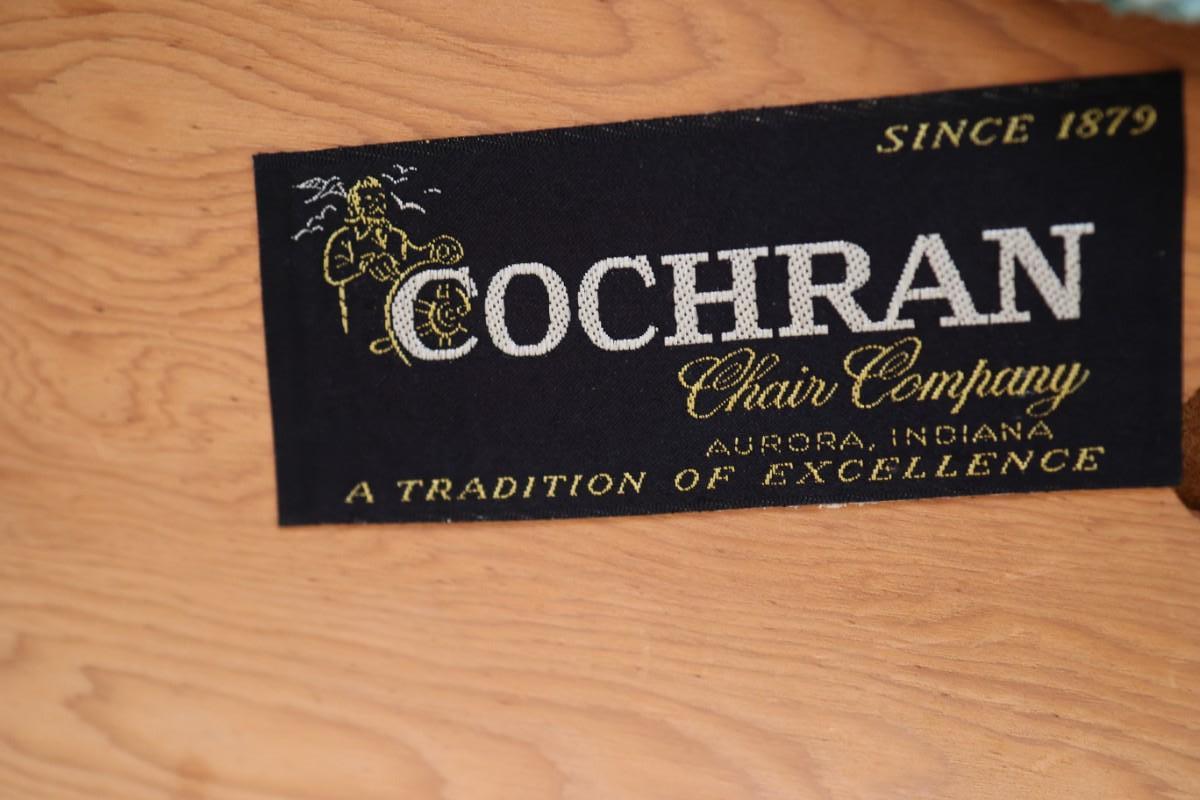 SINCE 1879
COCHRAN
Chair Company
AURORA, INDIANA
A TRADITION OF EXCELLENCE